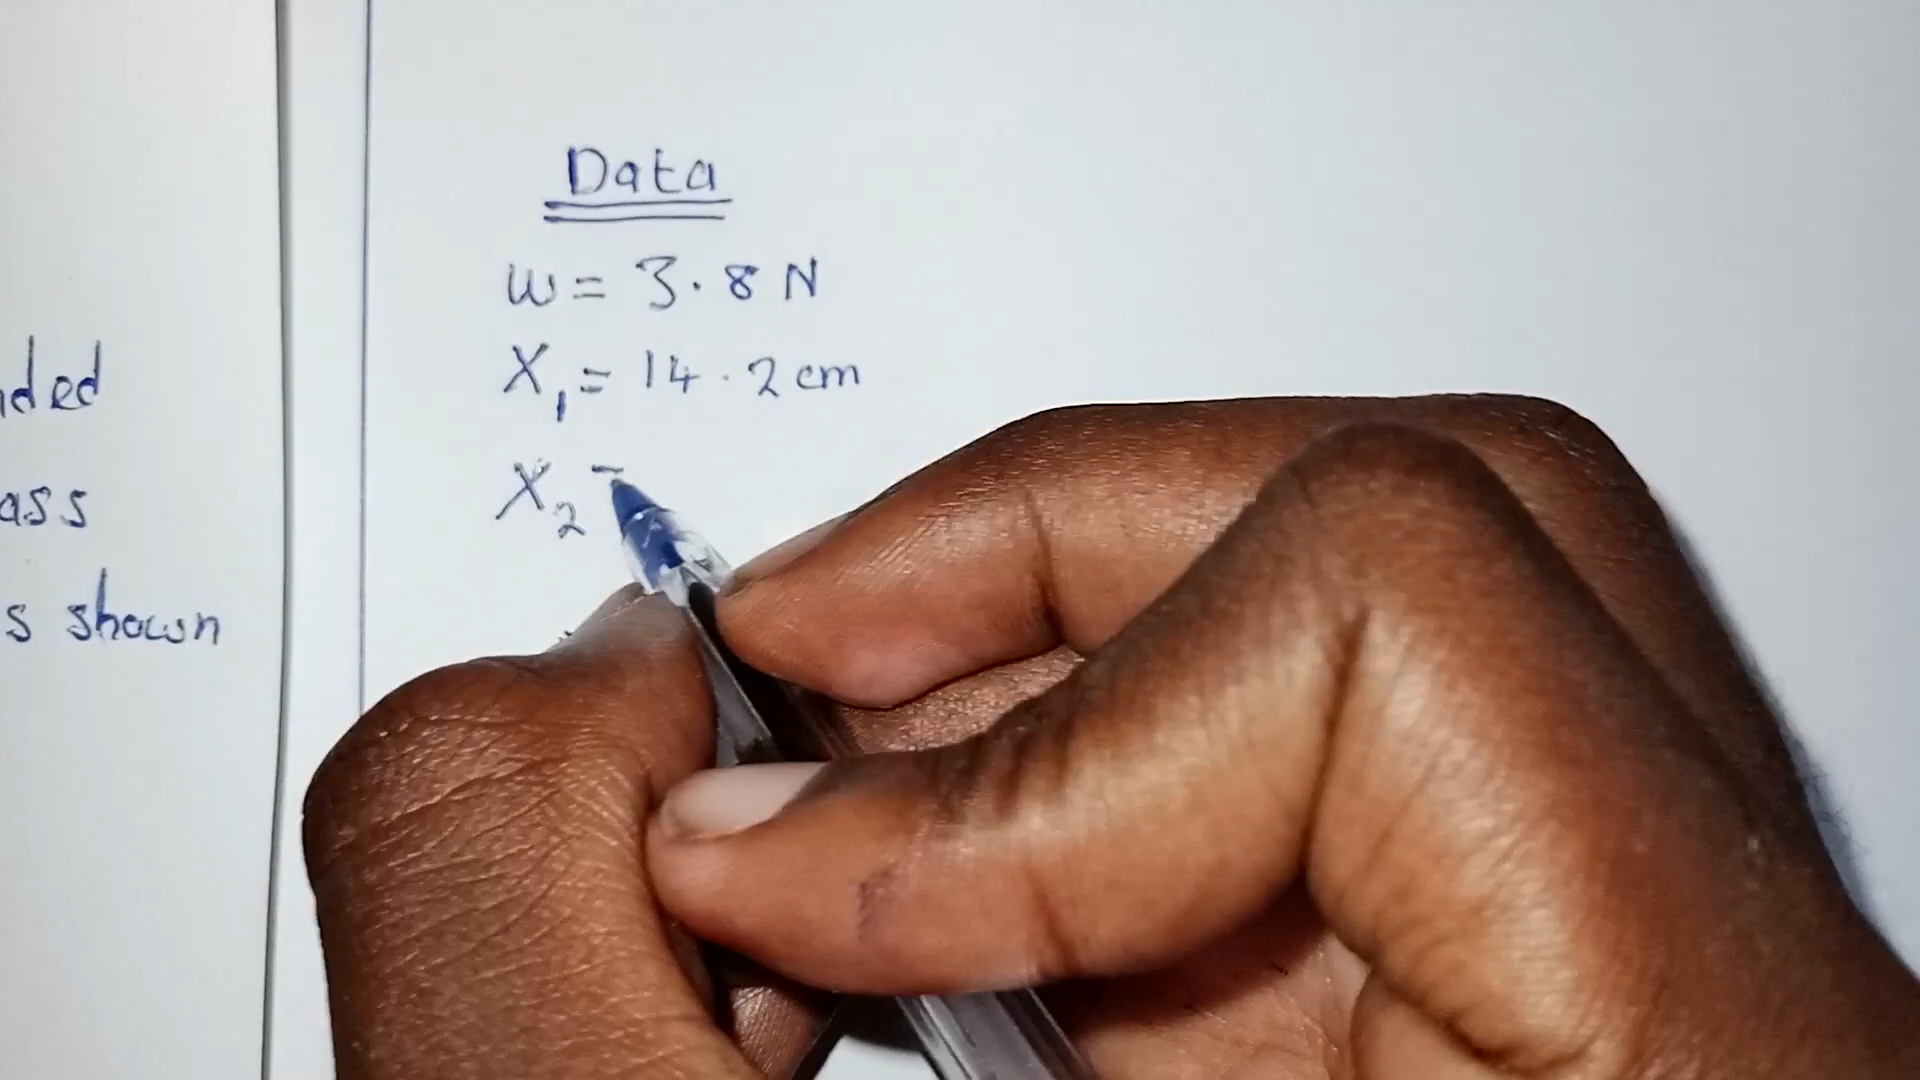 Data
W = 3.8 N
X₁ = 14.2 cm
X₂ =
ded
ass
s shown